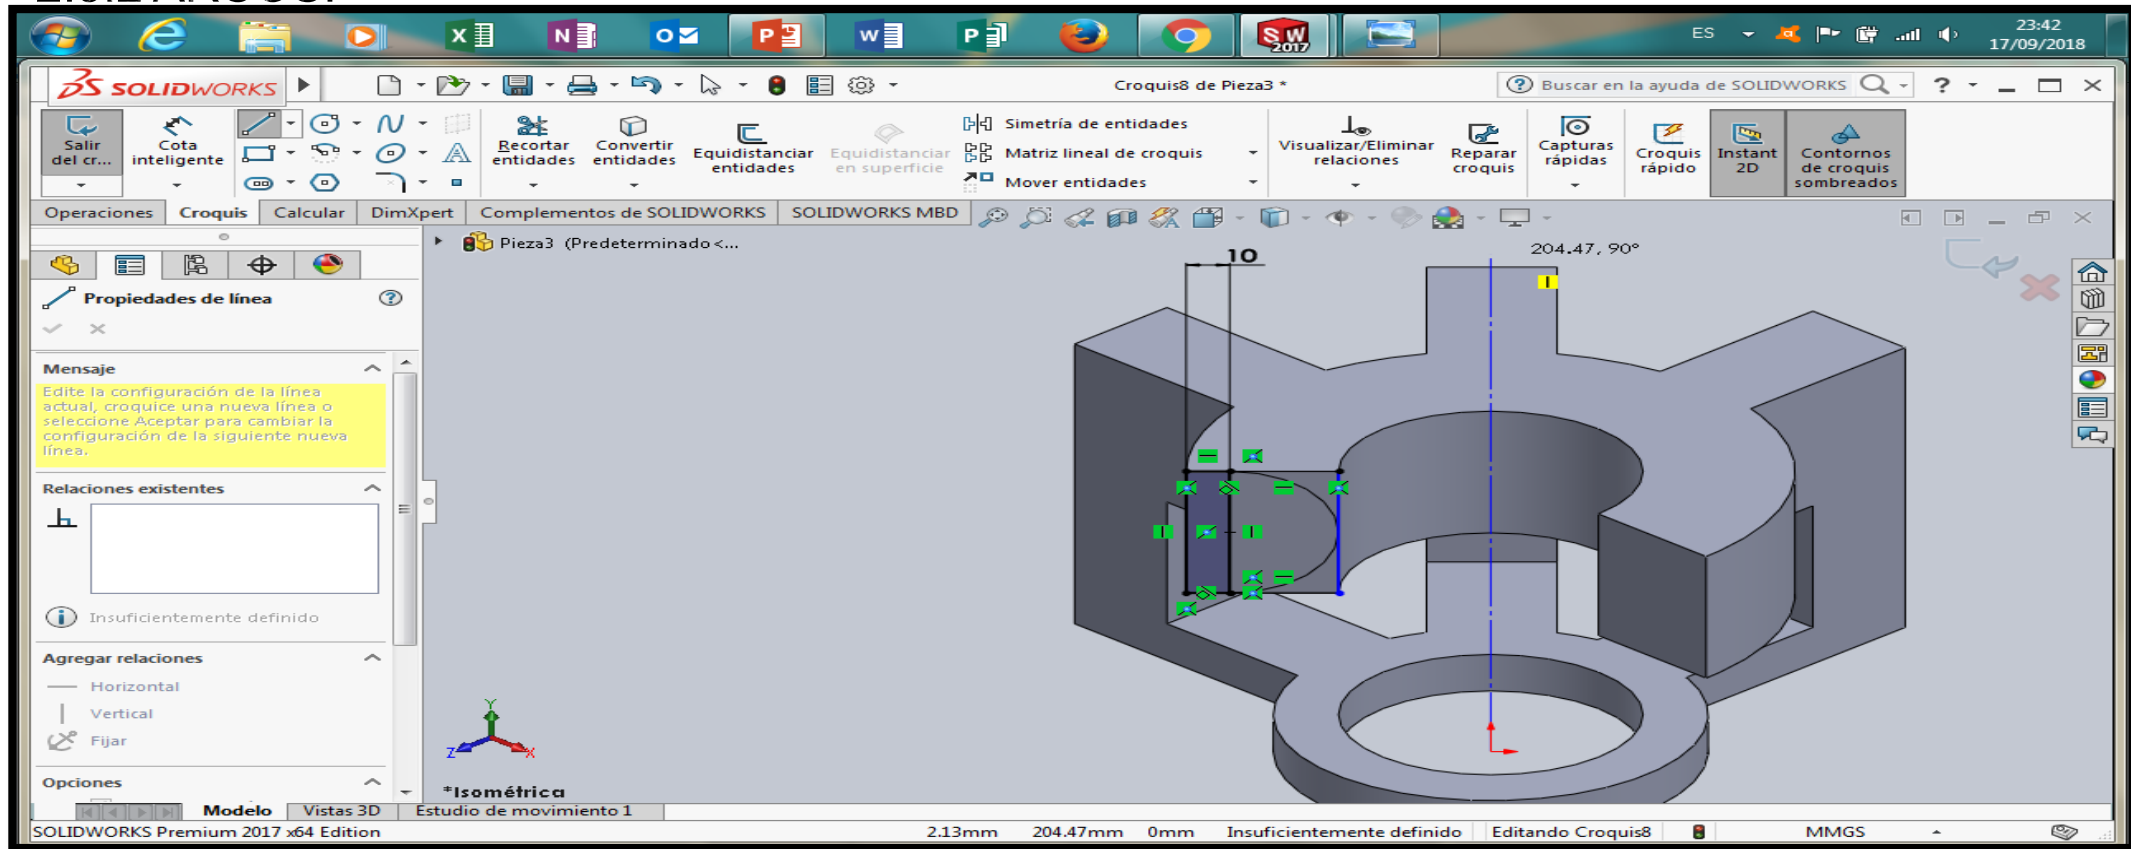 ES
23:42
17/09/2018
SOLIDWORKS
Croquis8 de Pieza3 *
Buscar en la ayuda de SOLIDWORKS
Salir del cr...
Cota inteligente
Recortar entidades
Convertir entidades
Equidistanciar entidades
Equidistanciar en superficie
Simetría de entidades
Matriz lineal de croquis
Mover entidades
Visualizar/Eliminar relaciones
Reparar croquis
Capturas rápidas
Croquis rápido
Instant 2D
Contornos de croquis sombreados
Operaciones Croquis Calcular DimXpert Complementos de SOLIDWORKS SOLIDWORKS MBD
Pieza3 (Predeterminado<...
Propiedades de línea
Mensaje
Edite la configuración de la línea
actual, croquice una nueva línea o
seleccione Aceptar para cambiar la
configuración de la siguiente nueva
línea.
Relaciones existentes
Insuficientemente definido
Agregar relaciones
Horizontal
Vertical
Fijar
Opciones
10
204.47, 90°
Y
Z
X
*Isométrica
Modelo Vistas 3D Estudio de movimiento 1
SOLIDWORKS Premium 2017 x64 Edition
2.13mm 204.47mm 0mm Insuficientemente definido Editando Croquis8 MMGS